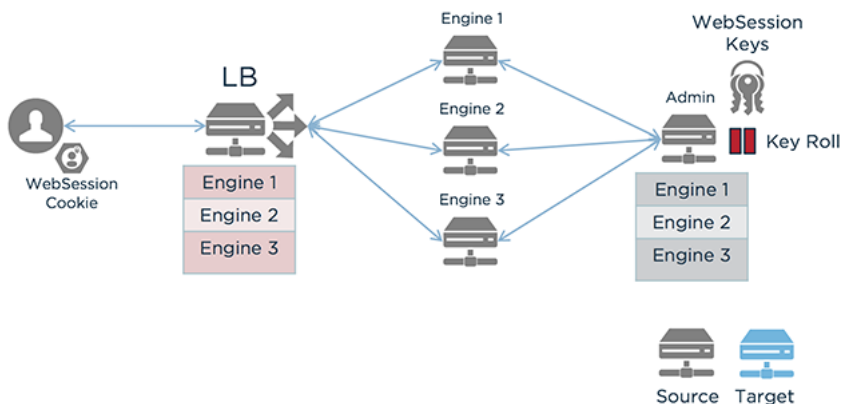 Engine 1
WebSession
Keys
LB
Admin
Engine 2
Key Roll
WebSession
Cookie
Engine 1
Engine 2
Engine 3
Engine 3
Engine 1
Engine 2
Engine 3
Source
Target